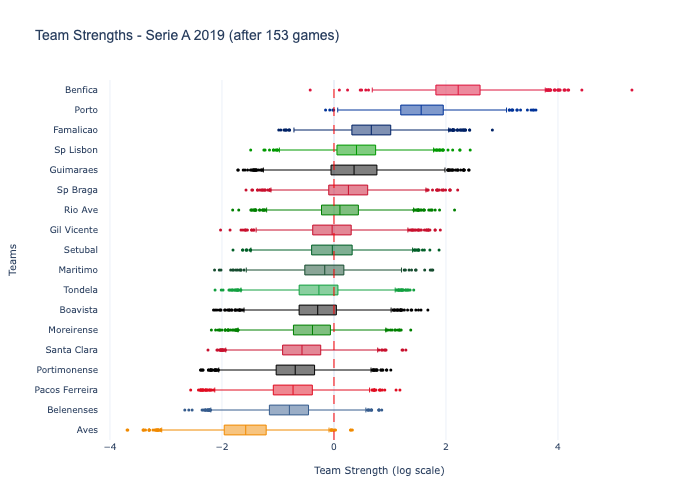 Team Strengths - Serie A 2019 (after 153 games)
Benfica
Porto
Famalicao
Sp Lisbon
Guimaraes
Sp Braga
Rio Ave
Gil Vicente
Setubal
Maritimo
Tondela
Boavista
Moreirense
Santa Clara
Portimonense
Pacos Ferreira
Belenenses
Aves
Teams
−4 −2 0 2 4
Team Strength (log scale)